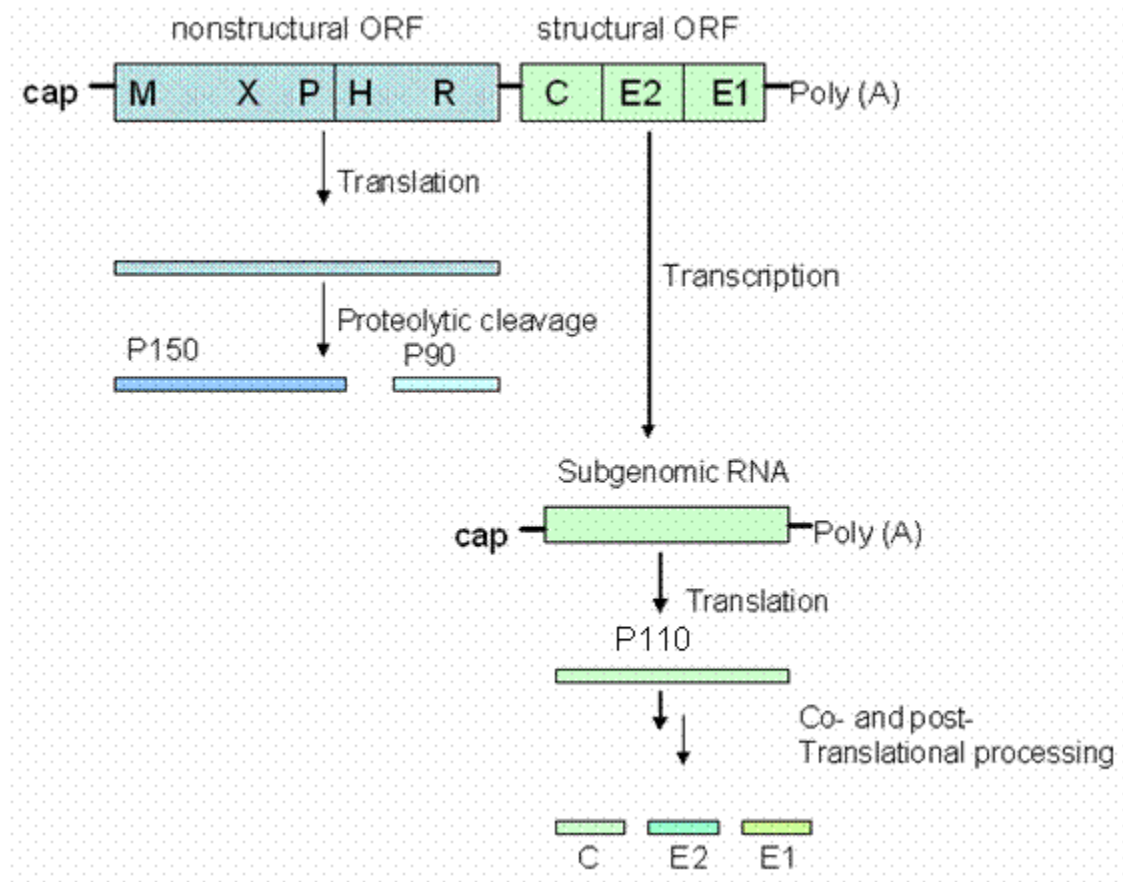 nonstructural ORF structural ORF
cap M X P H R C E2 E1 Poly (A)
Translation
Transcription
Proteolytic cleavage
P150 P90
Subgenomic RNA
cap Poly (A)
Translation
P110
Co- and post-
Translational processing
C E2 E1